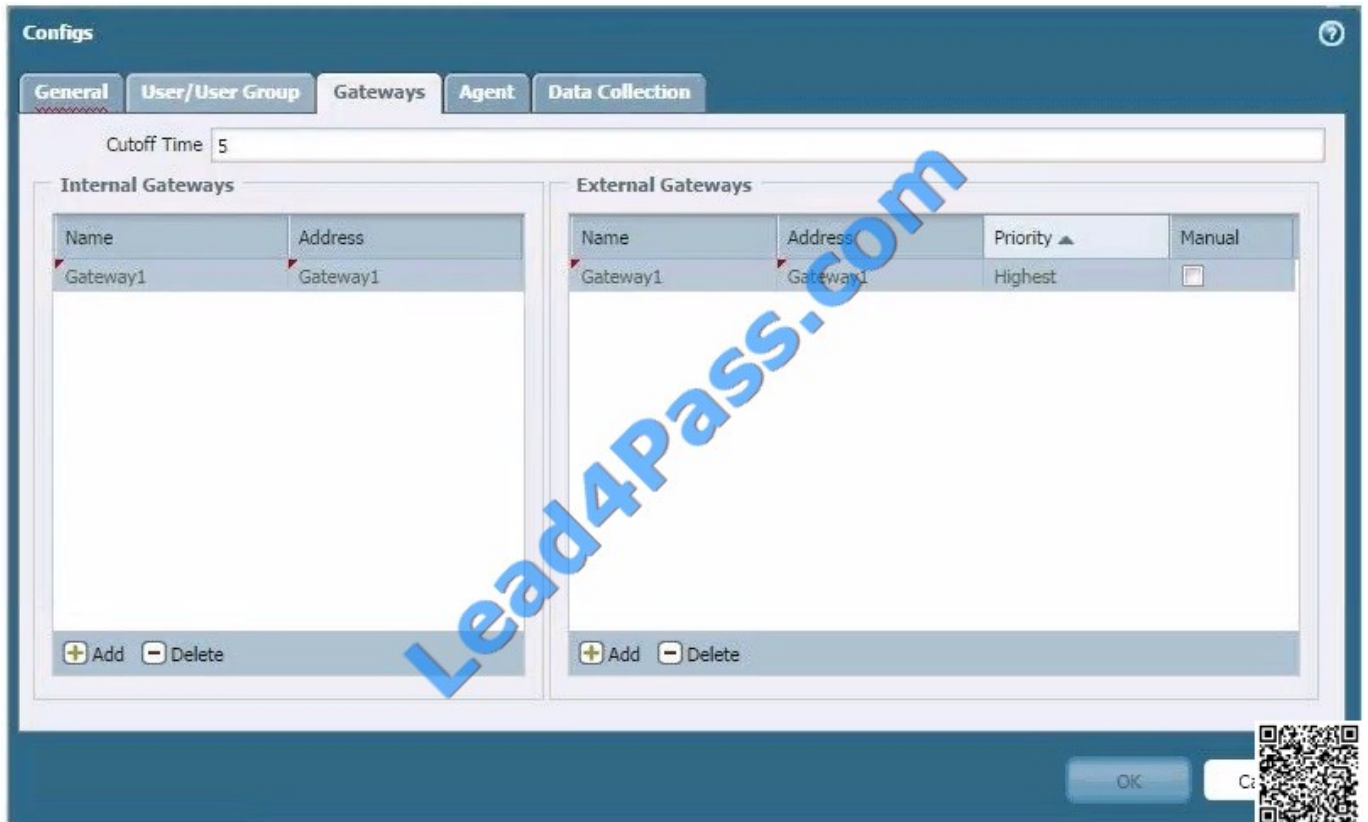 Configs
General User/User Group Gateways Agent Data Collection
Cutoff Time 5
Internal Gateways
Name Address
Gateway1 Gateway1
Add Delete
External Gateways
Name Address Priority Manual
Gateway1 Gateway1 Highest
Add Delete
Lead4Pass.com
OK